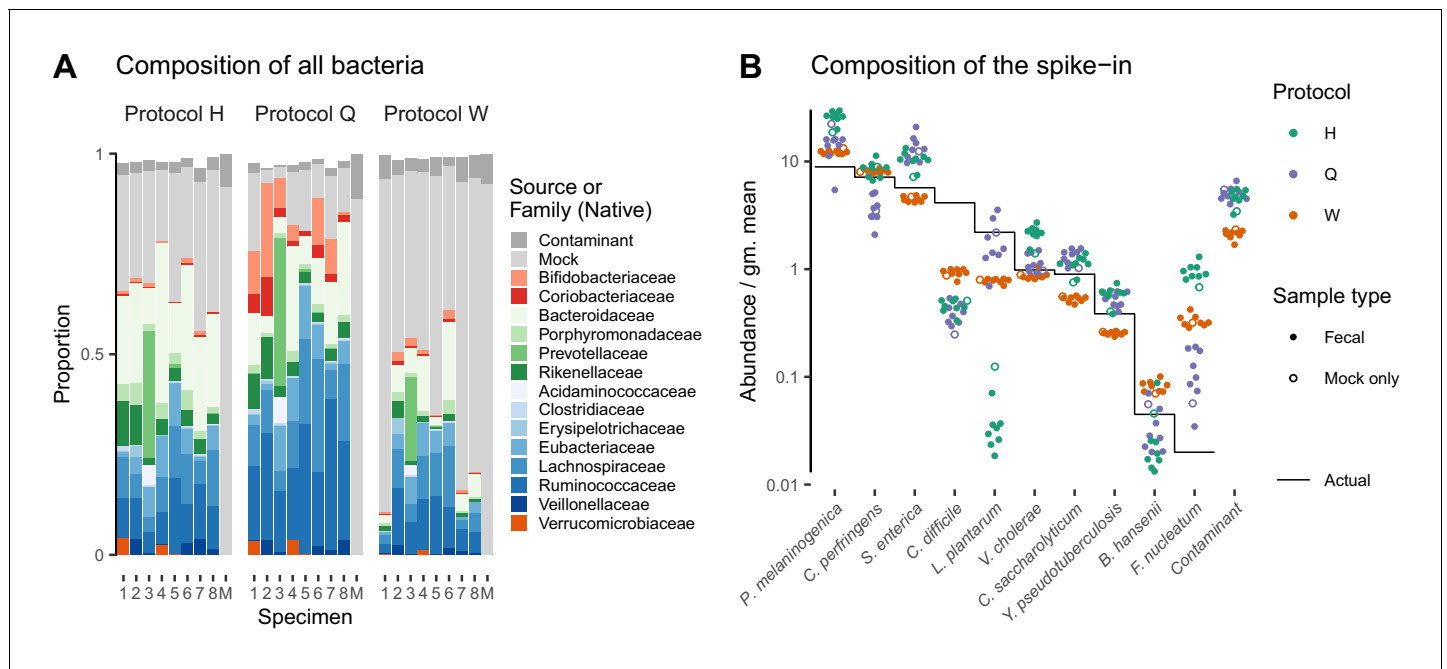 A Composition of all bacteria
Protocol H Protocol Q Protocol W
1
0.5
0
Proportion
1 2 3 4 5 6 7 8 M 1 2 3 4 5 6 7 8 M 1 2 3 4 5 6 7 8 M
Specimen
Source or
Family (Native)
Contaminant
Mock
Bifidobacteriaceae
Coriobacteriaceae
Bacteroidaceae
Porphyromonadaceae
Prevotellaceae
Rikenellaceae
Acidaminococcaceae
Clostridiaceae
Erysipelotrichaceae
Eubacteriaceae
Lachnospiraceae
Ruminococcaceae
Veillonellaceae
Verrucomicrobiaceae
B Composition of the spike−in
Abundance / gm. mean
10
1
0.1
0.01
P. melaninogenica
C. perfringens
S. enterica
C. difficile
L. plantarum
V. cholerae
C. saccharolyticum
Y. pseudotuberculosis
B. hansenii
F. nucleatum
Contaminant
Protocol
H
Q
W
Sample type
Fecal
Mock only
Actual